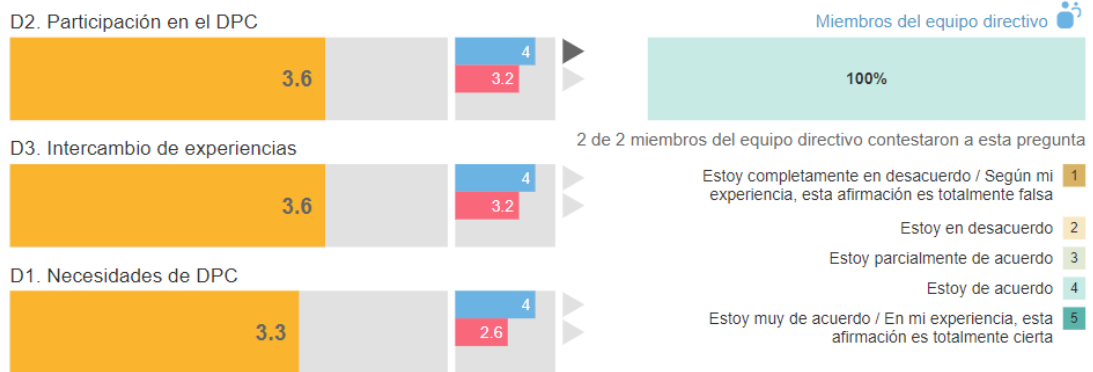 D2. Participación en el DPC
3.6
4
3.2
D3. Intercambio de experiencias
3.6
4
3.2
D1. Necesidades de DPC
3.3
4
2.6
Miembros del equipo directivo
100%
2 de 2 miembros del equipo directivo contestaron a esta pregunta
Estoy completamente en desacuerdo / Según mi 1
experiencia, esta afirmación es totalmente falsa
Estoy en desacuerdo 2
Estoy parcialmente de acuerdo 3
Estoy de acuerdo 4
Estoy muy de acuerdo / En mi experiencia, esta 5
afirmación es totalmente cierta